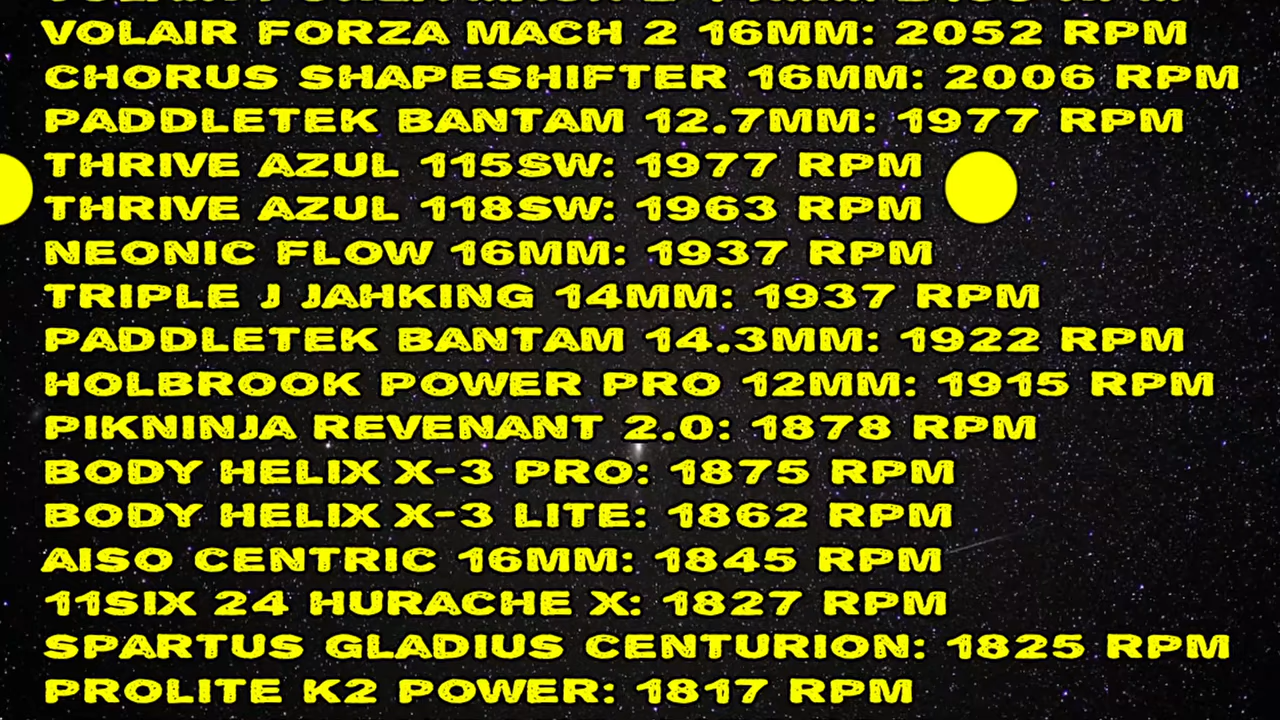 VOLAIR FORZA MACH 2 16MM: 2052 RPM
CHORUS SHAPESHIFTER 16MM: 2006 RPM
PADDLETEK BANTAM 12.7MM: 1977 RPM
THRIVE AZUL 115SW: 1977 RPM
THRIVE AZUL 118SW: 1963 RPM
NEONIC FLOW 16MM: 1937 RPM
TRIPLE J JAHKING 14MM: 1937 RPM
PADDLETEK BANTAM 14.3MM: 1922 RPM
HOLBROOK POWER PRO 12MM: 1915 RPM
PIKNINJA REVENANT 2.0: 1878 RPM
BODY HELIX X-3 PRO: 1875 RPM
BODY HELIX X-3 LITE: 1862 RPM
AISO CENTRIC 16MM: 1845 RPM
11SIX 24 HURACHE X: 1827 RPM
SPARTUS GLADIUS CENTURION: 1825 RPM
PROLITE K2 POWER: 1817 RPM